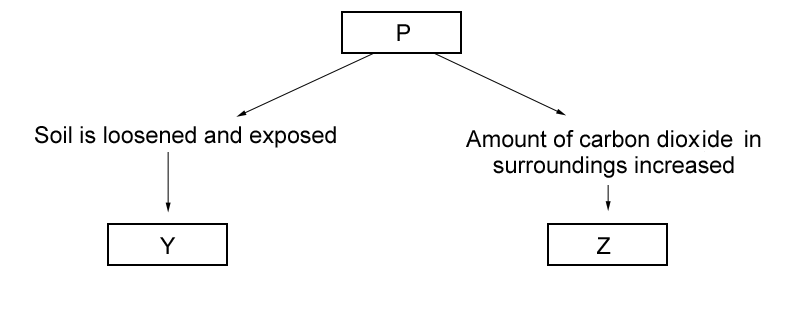 P
Soil is loosened and exposed
Amount of carbon dioxide in
surroundings increased
Y
Z